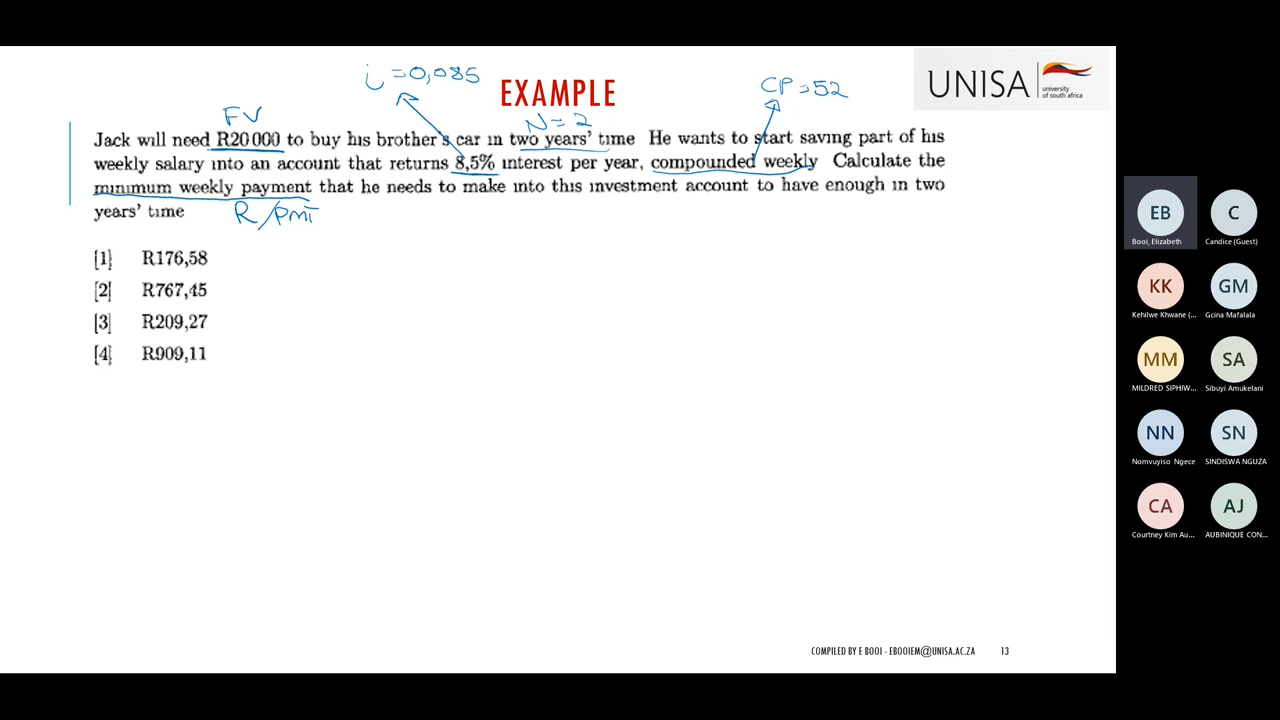 i = 0,085
EXAMPLE
CP = 52
UNISA
university
of south africa
FV
N = 2
Jack will need R20 000 to buy his brother's car in two years' time He wants to start saving part of his
weekly salary into an account that returns 8,5% interest per year, compounded weekly Calculate the
minimum weekly payment that he needs to make into this investment account to have enough in two
years' time
R/pmt
[1] R176,58
[2] R767,45
[3] R209,27
[4] R909,11
COMPILED BY E BOOI - EBOOIEM@UNISA.AC.ZA 13
EB
C
Booi, Elizabeth
Candice (Guest)
KK
GM
Kehilwe Khwane (...
Gcina Mafalala
MM
SA
MILDRED SIPHIW...
Sibuyi Amukelani
NN
SN
Nomvuyiso Ngece
SINDISWA NGUZA
CA
AJ
Courtney Kim Au...
AUBINIQUE CON...